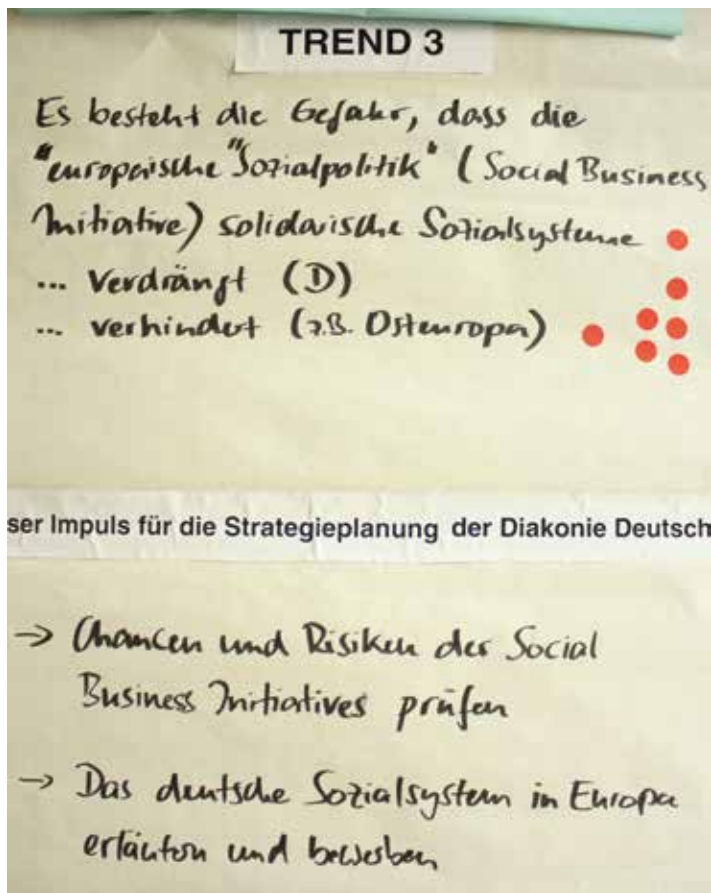 TREND 3
Es besteht die Gefahr, dass die
"europäische "Sozialpolitik" (Social Business
Initiative) solidarische Sozialsysteme
... verdrängt (D)
... verhindert (z.B. Osteuropa)
ser Impuls für die Strategieplanung der Diakonie Deutsch
→ Chancen und Risiken der Social
Business Initiatives prüfen
→ Das deutsche Sozialsystem in Europa
erläutern und bewerben